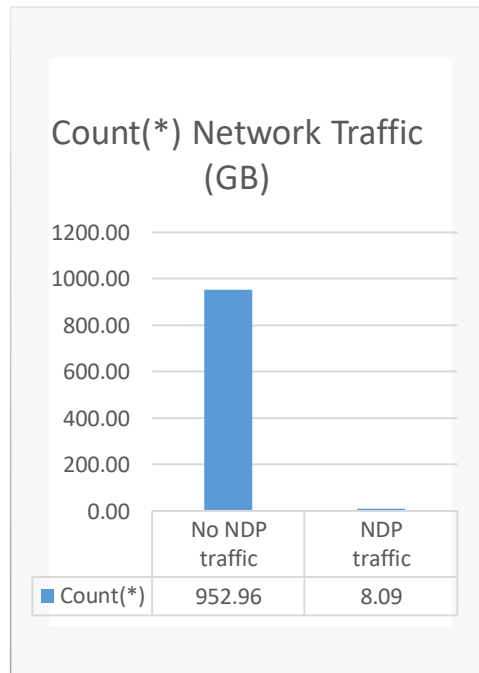 Count(*) Network Traffic
(GB)
1200.00
1000.00
800.00
600.00
400.00
200.00
0.00
No NDP
traffic
NDP
traffic
Count(*) 952.96 8.09